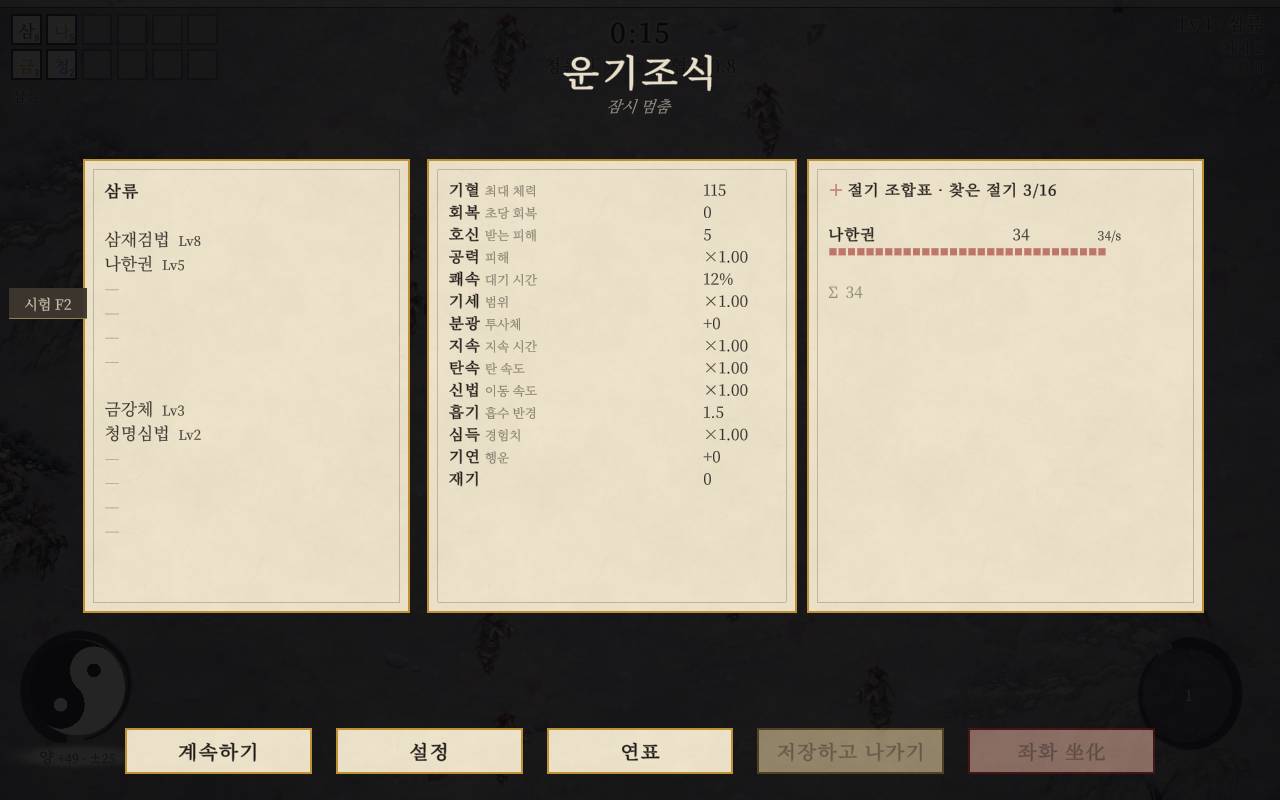 삼 니
0:15
금 청
운기조식
잠시 멈춤
삼류
삼재검법 Lv8
나한권 Lv5
—
—
—
—
금강체 Lv3
청명심법 Lv2
—
—
—
—
시험 F2
기혈 최대 체력 115
회복 초당 회복 0
호신 받는 피해 5
공력 피해 ×1.00
쾌속 대기 시간 12%
기세 범위 ×1.00
분광 투사체 +0
지속 지속 시간 ×1.00
탄속 탄 속도 ×1.00
신법 이동 속도 ×1.00
흡기 흡수 반경 1.5
심득 경험치 ×1.00
기연 행운 +0
재기 0
+ 절기 조합표 · 찾은 절기 3/16
나한권 34 34/s
Σ 34
1
양 +49 · ±25
계속하기
설정
연표
저장하고 나가기
좌화 坐化